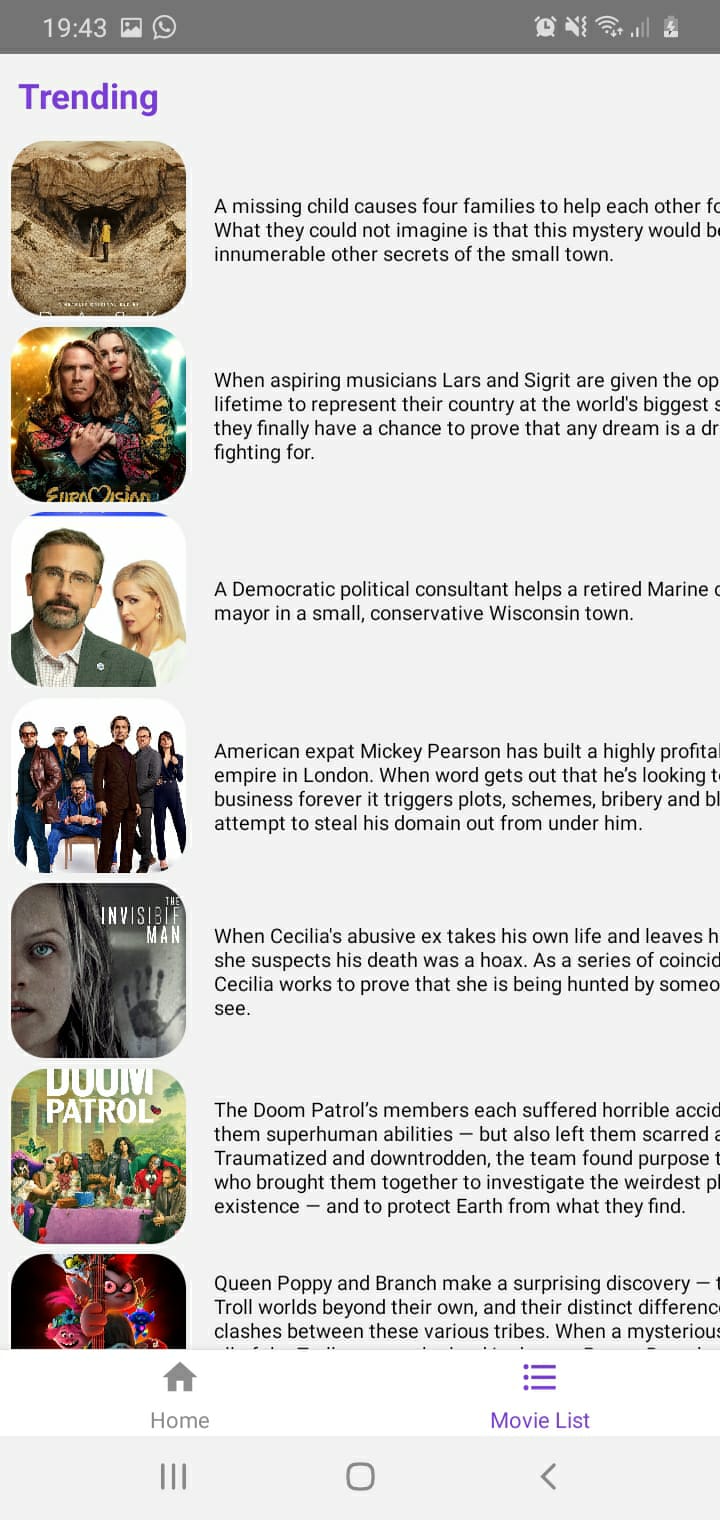 19:43
Trending
A missing child causes four families to help each other fo
What they could not imagine is that this mystery would be
innumerable other secrets of the small town.
When aspiring musicians Lars and Sigrit are given the op
lifetime to represent their country at the world's biggest s
they finally have a chance to prove that any dream is a dr
fighting for.
EUROVISION
A Democratic political consultant helps a retired Marine c
mayor in a small, conservative Wisconsin town.
American expat Mickey Pearson has built a highly profital
empire in London. When word gets out that he’s looking to
business forever it triggers plots, schemes, bribery and bl
attempt to steal his domain out from under him.
THE
INVISIBLE
MAN
When Cecilia's abusive ex takes his own life and leaves h
she suspects his death was a hoax. As a series of coincid
Cecilia works to prove that she is being hunted by someo
see.
DOOM
PATROL
The Doom Patrol’s members each suffered horrible accid
them superhuman abilities — but also left them scarred a
Traumatized and downtrodden, the team found purpose t
who brought them together to investigate the weirdest pl
existence — and to protect Earth from what they find.
Queen Poppy and Branch make a surprising discovery — t
Troll worlds beyond their own, and their distinct difference
clashes between these various tribes. When a mysterious
Home
Movie List